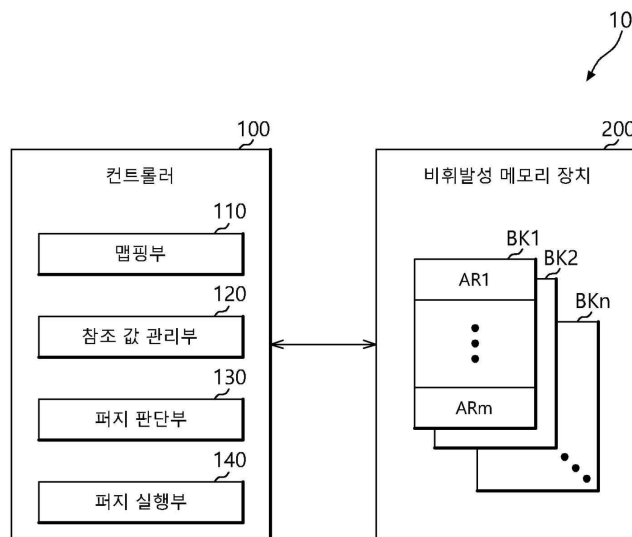 10
100
컨트롤러
110
맵핑부
120
참조 값 관리부
130
퍼지 판단부
140
퍼지 실행부
200
비휘발성 메모리 장치
BK1
AR1
ARm
BK2
BKn